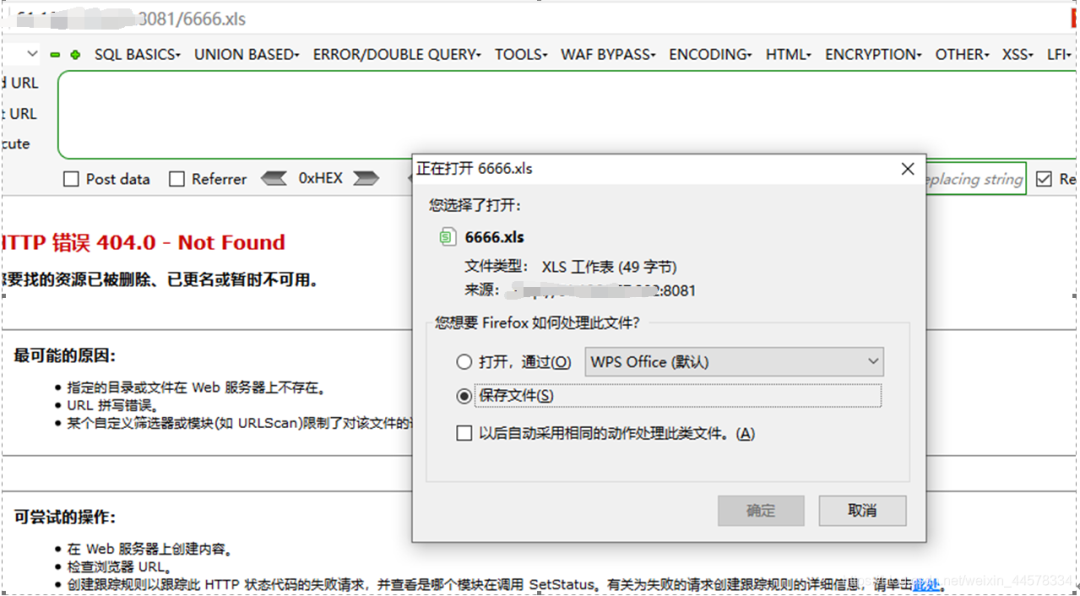 8081/6666.xls
SQL BASICS▾ UNION BASED▾ ERROR/DOUBLE QUERY▾ TOOLS▾ WAF BYPASS▾ ENCODING▾ HTML▾ ENCRYPTION▾ OTHER▾ XSS▾ LFI▾
d URL
t URL
cute
Post data Referrer 0xHEX eplacing string Re
正在打开 6666.xls
您选择了打开:
6666.xls
文件类型: XLS 工作表 (49 字节)
来源: :8081
您想要 Firefox 如何处理此文件?
打开，通过(O) WPS Office (默认)
保存文件(S)
以后自动采用相同的动作处理此类文件。(A)
确定 取消
HTTP 错误 404.0 - Not Found
要找的资源已被删除、已更名或暂时不可用。
最可能的原因:
• 指定的目录或文件在 Web 服务器上不存在。
• URL 拼写错误。
• 某个自定义筛选器或模块(如 URLScan)限制了对该文件的
可尝试的操作:
• 在 Web 服务器上创建内容。
• 检查浏览器 URL。
• 创建跟踪规则以跟踪此 HTTP 状态代码的失败请求，并查看是哪个模块在调用 SetStatus。有关为失败的请求创建跟踪规则的详细信息，请单击此处。
net/weixin_44578334